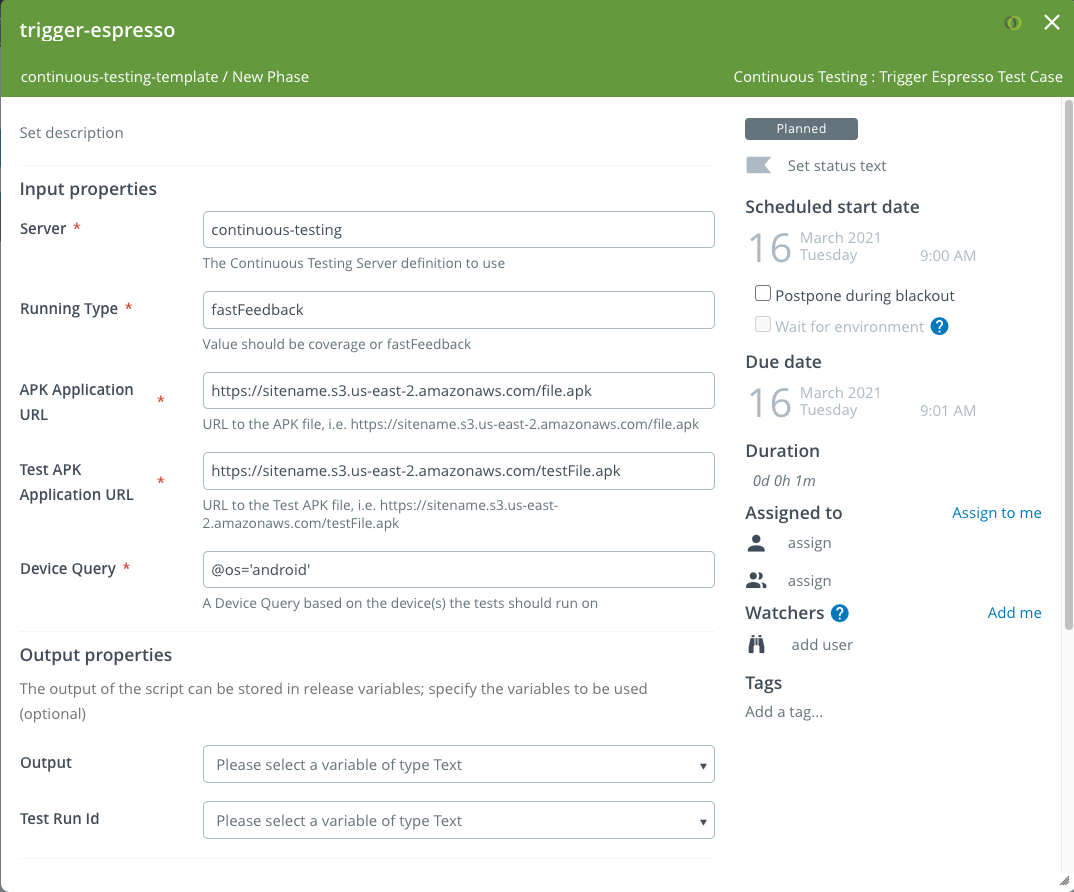 trigger-espresso
continuous-testing-template / New Phase
Continuous Testing : Trigger Espresso Test Case
Set description
Input properties
Server *
continuous-testing
The Continuous Testing Server definition to use
Running Type *
fastFeedback
Value should be coverage or fastFeedback
APK Application
URL
*
https://sitename.s3.us-east-2.amazonaws.com/file.apk
URL to the APK file, i.e. https://sitename.s3.us-east-2.amazonaws.com/file.apk
Test APK
Application URL
*
https://sitename.s3.us-east-2.amazonaws.com/testFile.apk
URL to the Test APK file, i.e. https://sitename.s3.us-east-
2.amazonaws.com/testFile.apk
Device Query *
@os='android'
A Device Query based on the device(s) the tests should run on
Output properties
The output of the script can be stored in release variables; specify the variables to be used
(optional)
Output
Please select a variable of type Text
Test Run Id
Please select a variable of type Text
Planned
Set status text
Scheduled start date
16
March 2021
Tuesday
9:00 AM
Postpone during blackout
Wait for environment ?
Due date
16
March 2021
Tuesday
9:01 AM
Duration
0d 0h 1m
Assigned to
Assign to me
assign
assign
Watchers ?
Add me
add user
Tags
Add a tag...